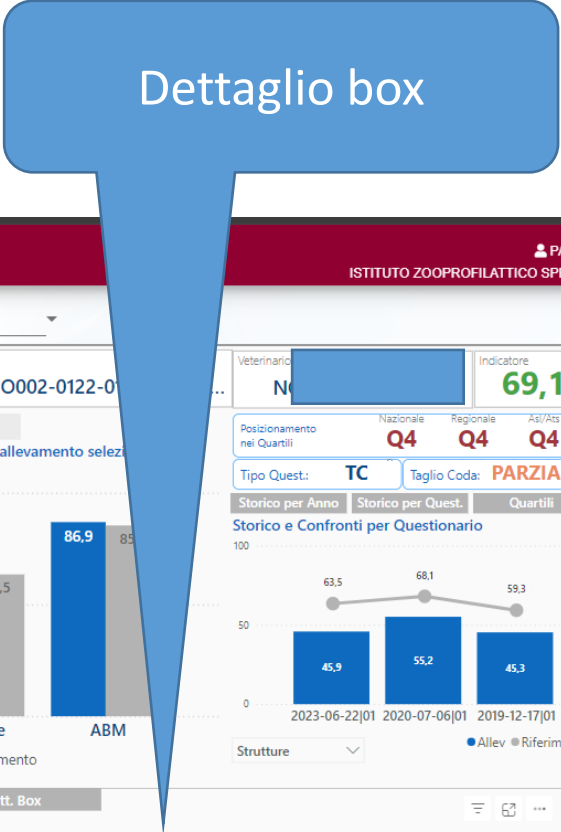 Dettaglio box
PA
ISTITUTO ZOOPROFILATTICO SPE
O002-0122-0
...
Veterinario
Indicatore
69,1
Posizionamento
nei Quartili
Nazionale
Q4
Regionale
Q4
Asl/Ats
Q4
Tipo Quest.: TC
Taglio Coda: PARZIA
allevamento selezi
Storico per Anno
Storico per Quest.
Quartili
Storico e Confronti per Questionario
100
50
0
86,9
85
,5
ABM
e
mento
63,5
68,1
59,3
45,9
55,2
45,3
2023-06-22|01
2020-07-06|01
2019-12-17|01
Strutture
Allev
Riferim
tt. Box